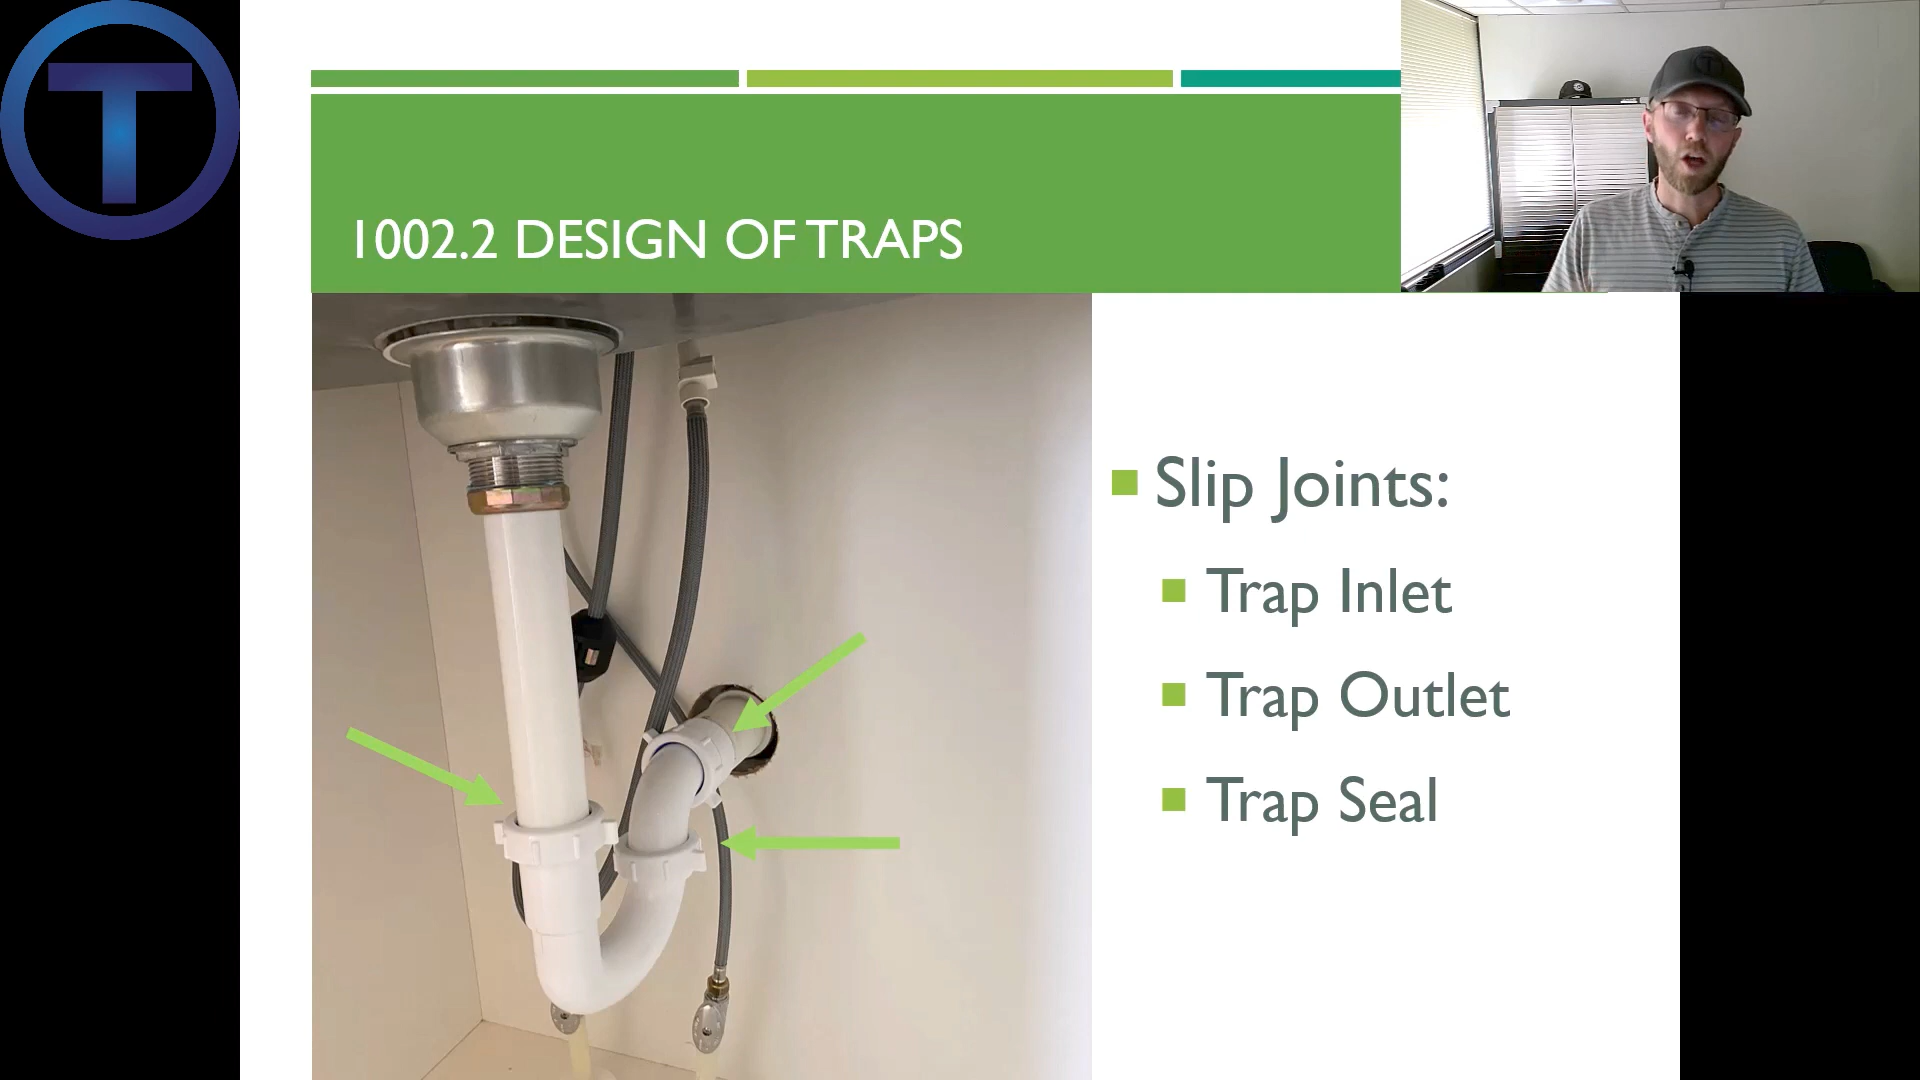 T
1002.2 DESIGN OF TRAPS
Slip Joints:
Trap Inlet
Trap Outlet
Trap Seal